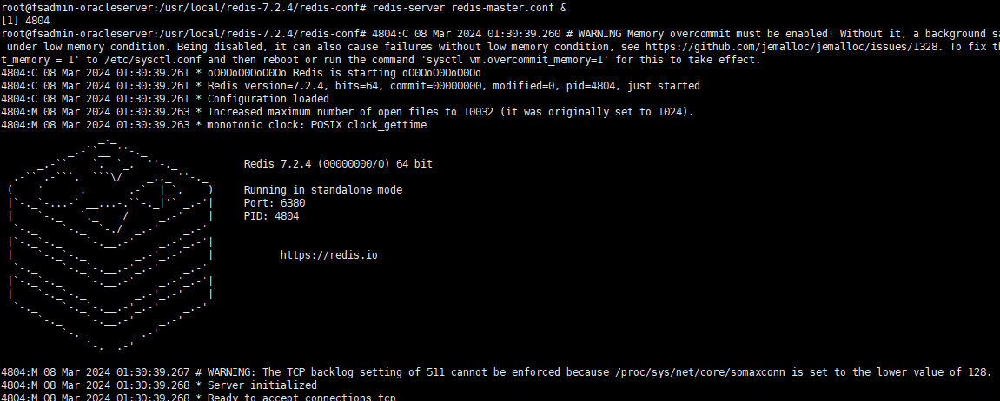 root@fsadmin-oracleserver:/usr/local/redis-7.2.4/redis-conf# redis-server redis-master.conf &
[1] 4804
root@fsadmin-oracleserver:/usr/local/redis-7.2.4/redis-conf# 4804:C 08 Mar 2024 01:30:39.260 # WARNING Memory overcommit must be enabled! Without it, a background sa
under low memory condition. Being disabled, it can also cause failures without low memory condition, see https://github.com/jemalloc/jemalloc/issues/1328. To fix th
t_memory = 1' to /etc/sysctl.conf and then reboot or run the command 'sysctl vm.overcommit_memory=1' for this to take effect.
4804:C 08 Mar 2024 01:30:39.261 * oO0OoO0OoO0Oo Redis is starting oO0OoO0OoO0Oo
4804:C 08 Mar 2024 01:30:39.261 * Redis version=7.2.4, bits=64, commit=00000000, modified=0, pid=4804, just started
4804:C 08 Mar 2024 01:30:39.261 * Configuration loaded
4804:M 08 Mar 2024 01:30:39.263 * Increased maximum number of open files to 10032 (it was originally set to 1024).
4804:M 08 Mar 2024 01:30:39.263 * monotonic clock: POSIX clock_gettime
Redis 7.2.4 (00000000/0) 64 bit
Running in standalone mode
Port: 6380
PID: 4804
https://redis.io
4804:M 08 Mar 2024 01:30:39.267 # WARNING: The TCP backlog setting of 511 cannot be enforced because /proc/sys/net/core/somaxconn is set to the lower value of 128.
4804:M 08 Mar 2024 01:30:39.268 * Server initialized
4804:M 08 Mar 2024 01:30:39.268 * Ready to accept connections tcp